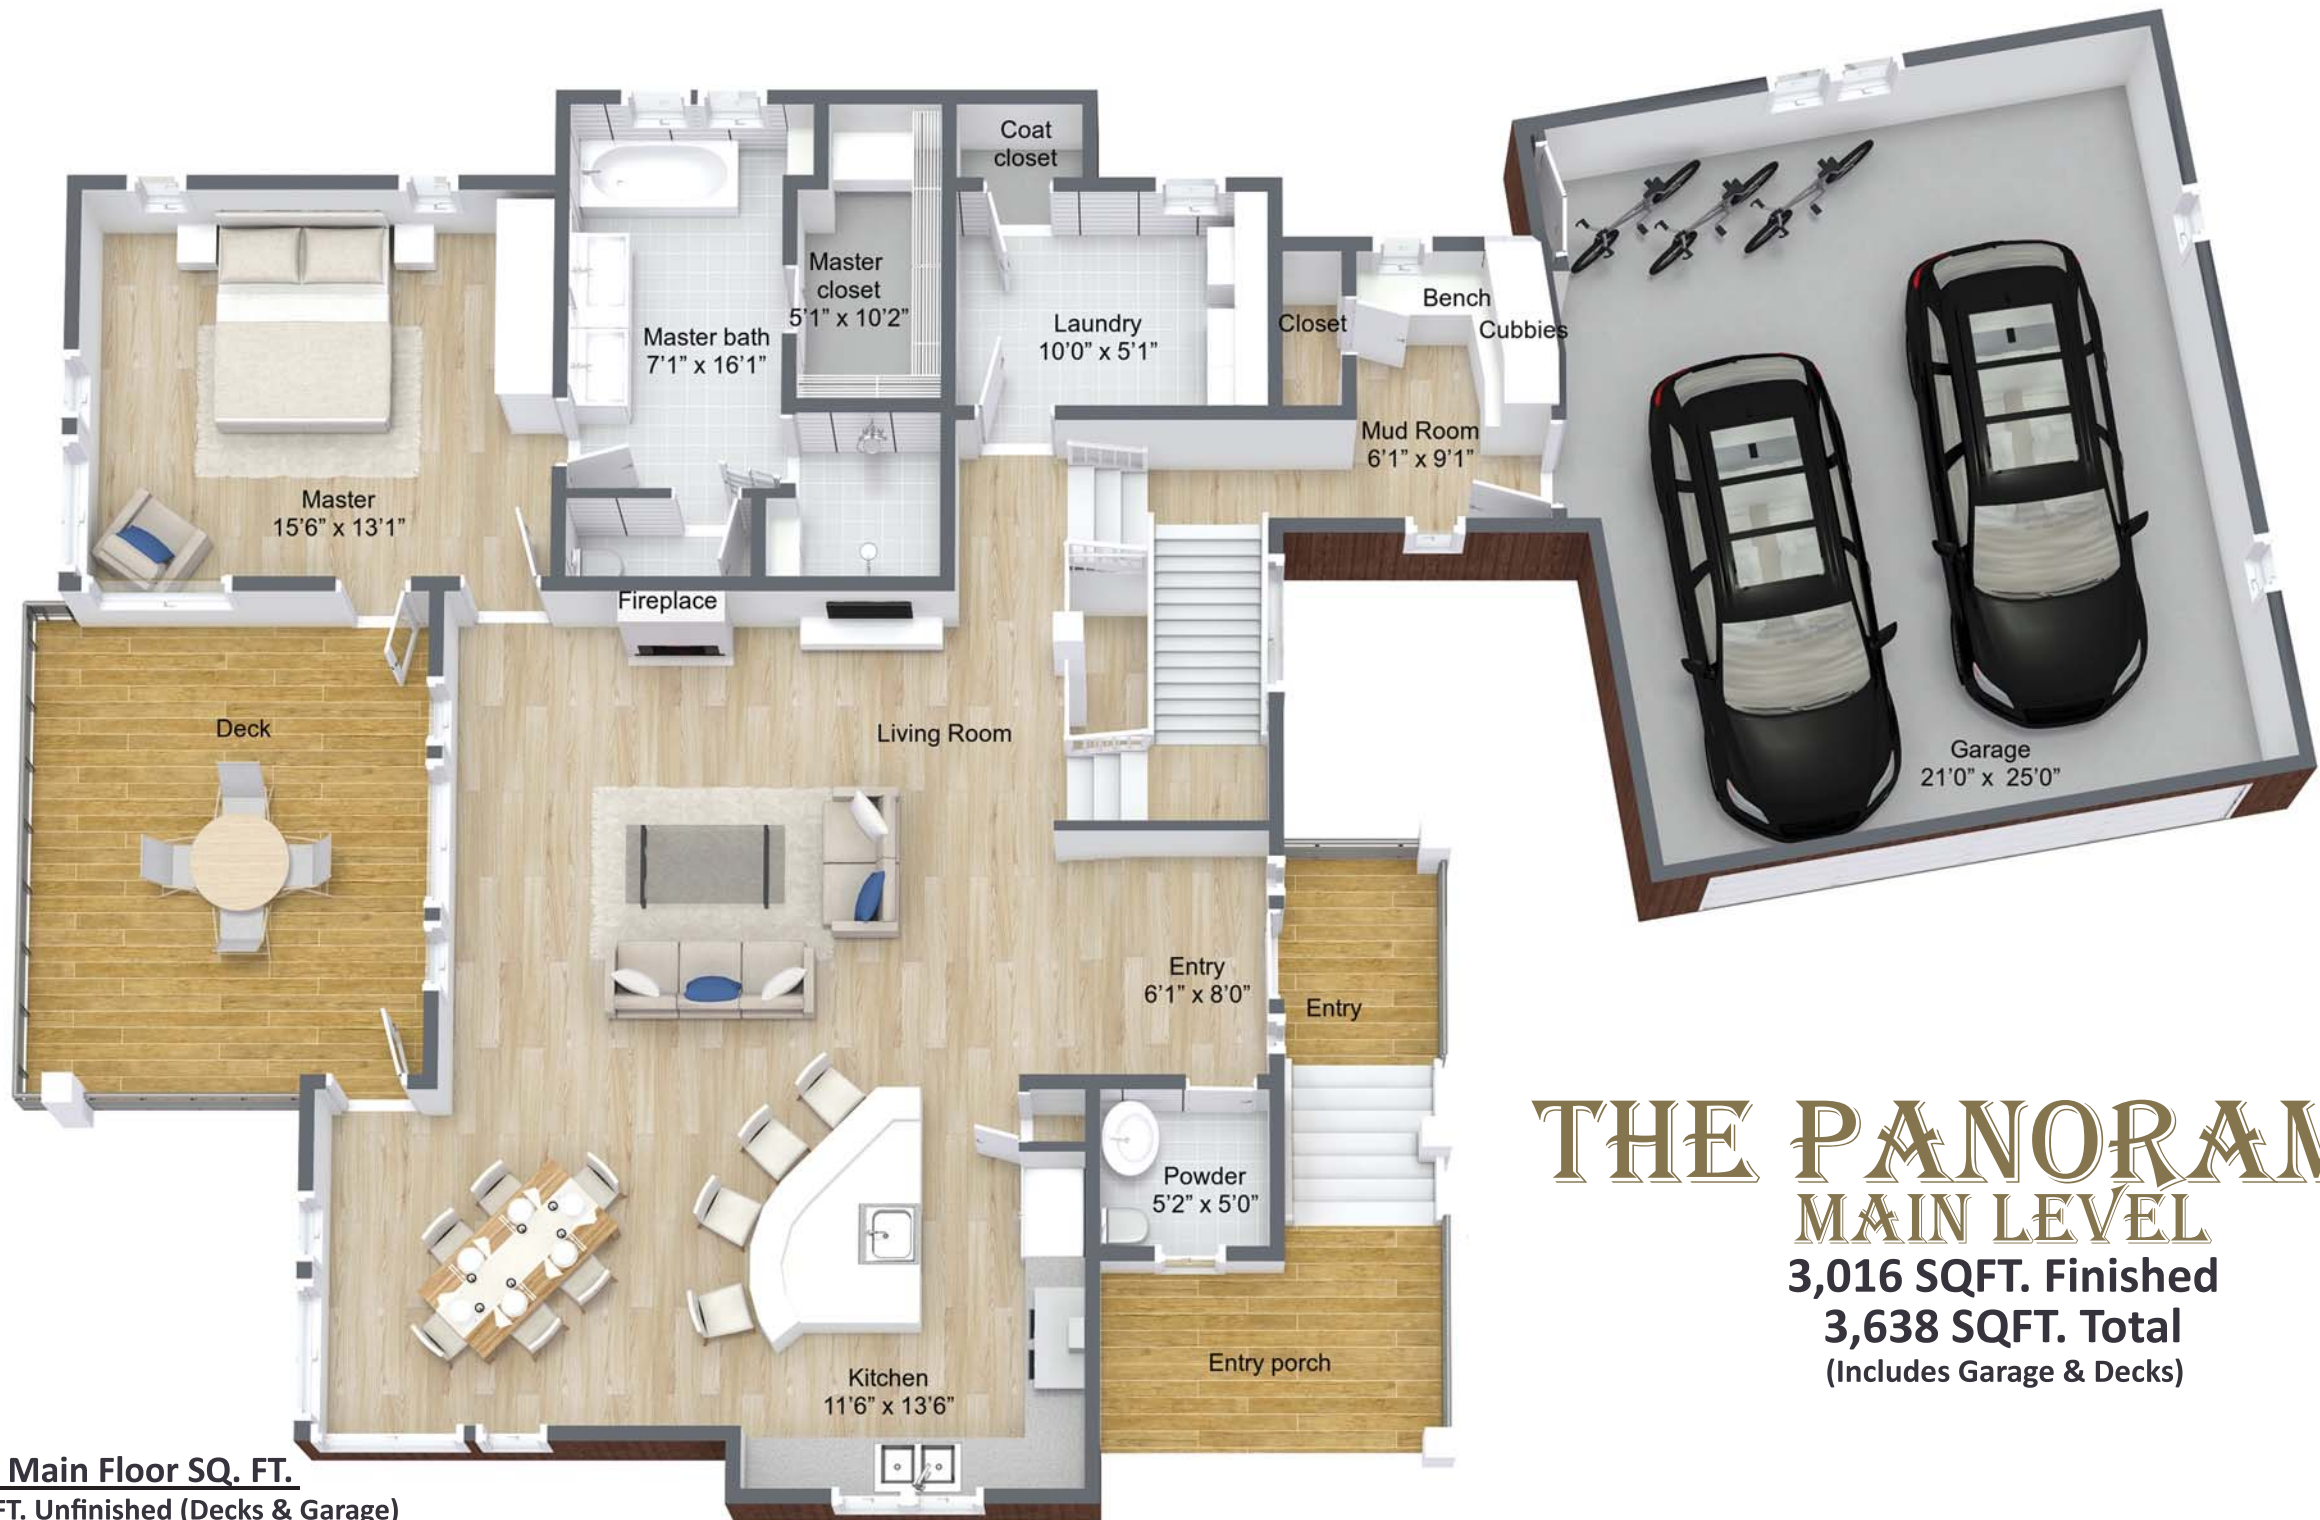 Coat
closet
Master
closet
5'1" x 10'2"
Master bath
7'1" x 16'1"
Laundry
10'0" x 5'1"
Closet
Bench
Cubbies
Mud Room
6'1" x 9'1"
Master
15'6" x 13'1"
Fireplace
Deck
Living Room
Garage
21'0" x 25'0"
Entry
6'1" x 8'0"
Entry
Powder
5'2" x 5'0"
Entry porch
Kitchen
11'6" x 13'6"
THE PANORAM
MAIN LEVEL
3,016 SQFT. Finished
3,638 SQFT. Total
(Includes Garage & Decks)
Main Floor SQ. FT.
FT. Unfinished (Decks & Garage)